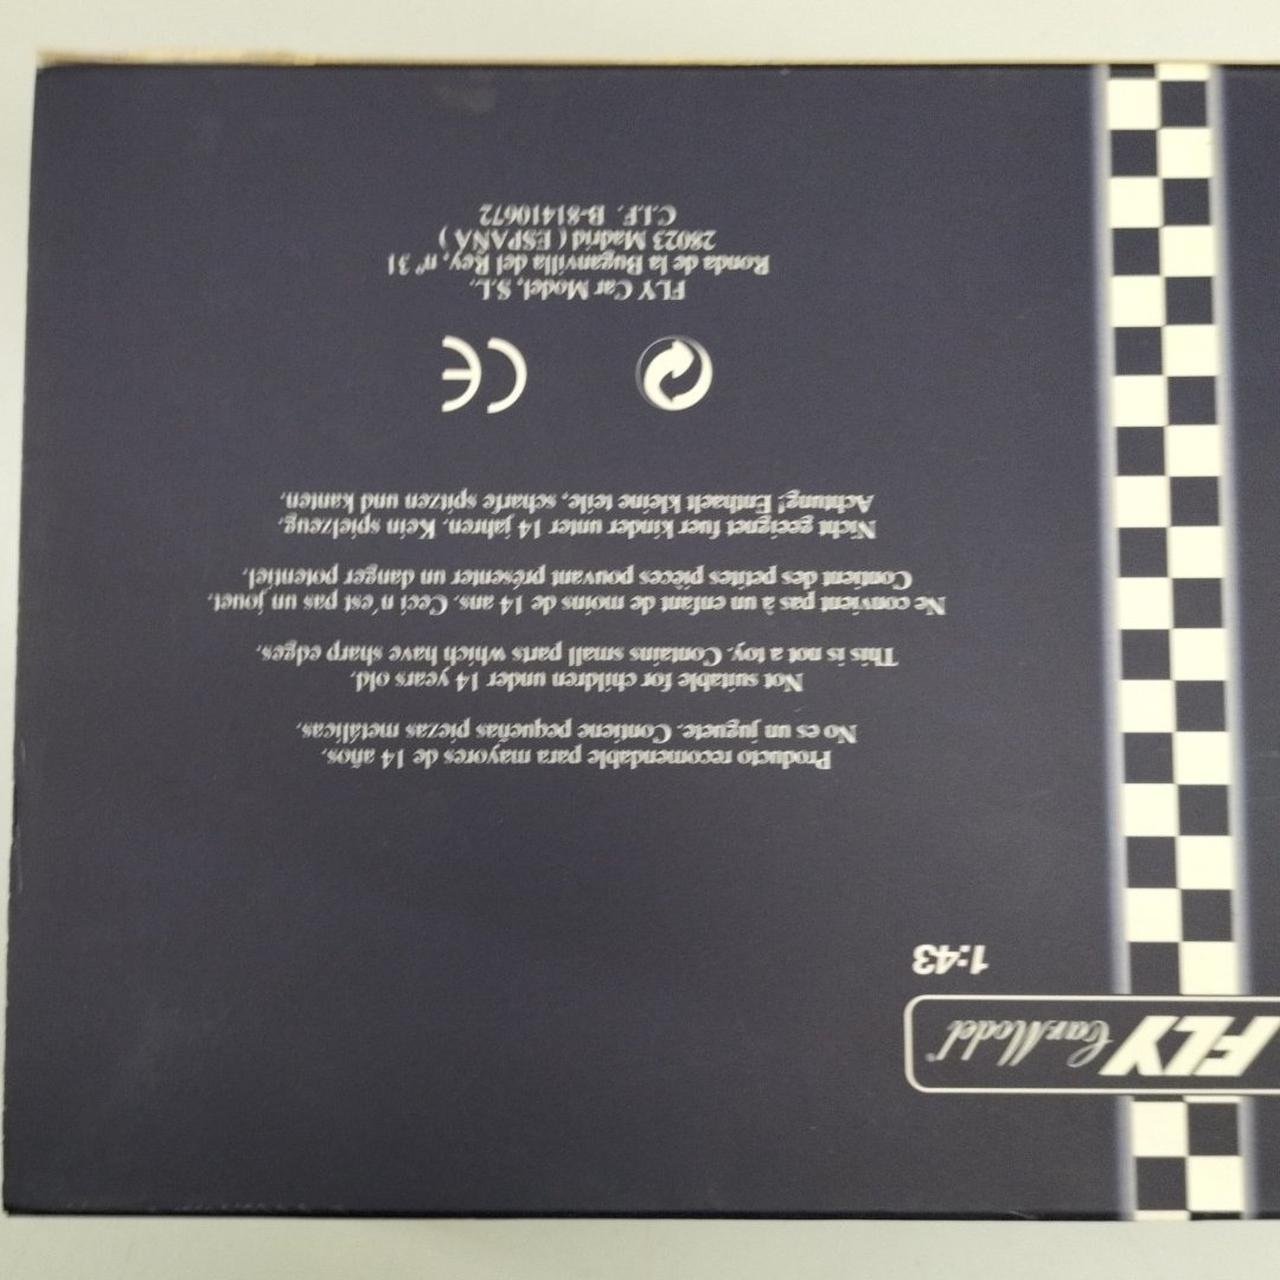 FLY Car Model
1:43
Producto recomendable para mayores de 14 años.
No es un juguete. Contiene pequeñas piezas metálicas.
Not suitable for children under 14 years old.
This is not a toy. Contains small parts which have sharp edges.
Ne convient pas à un enfant de moins de 14 ans. Ceci n'est pas un jouet.
Contient des petites pièces pouvant présenter un danger potentiel.
Nicht geeignet fuer kinder unter 14 jahren. Kein spielzeug.
Achtung! Enthaelt kleine teile, scharfe spitzen und kanten.
CE
FLY Car Model, S.L.
Ronda de la Buganvilla del Rey, nº 31
28023 Madrid ( ESPAÑA )
C.I.F. B-81410672